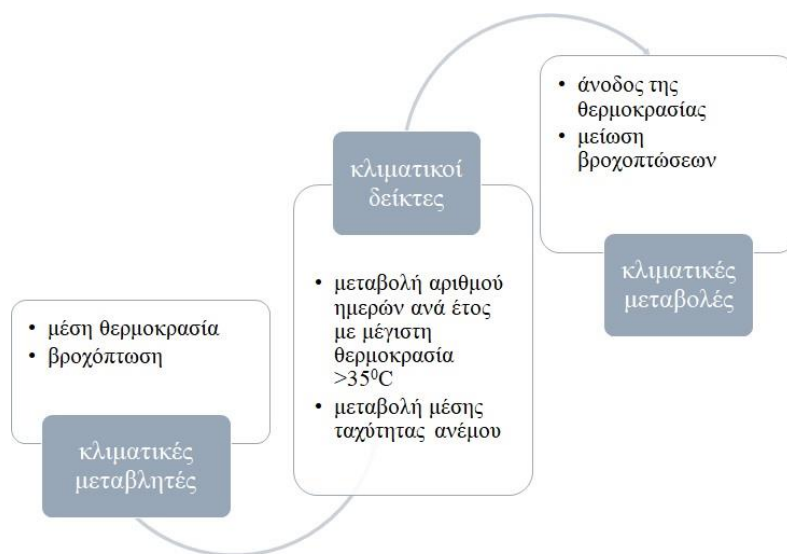 • μέση θερμοκρασία
• βροχόπτωση
κλιματικές
μεταβλητές
κλιματικοί
δείκτες
• μεταβολή αριθμού
ημερών ανά έτος
με μέγιστη
θερμοκρασία
>35⁰C
• μεταβολή μέσης
ταχύτητας ανέμου
• άνοδος της
θερμοκρασίας
• μείωση
βροχοπτώσεων
κλιματικές
μεταβολές